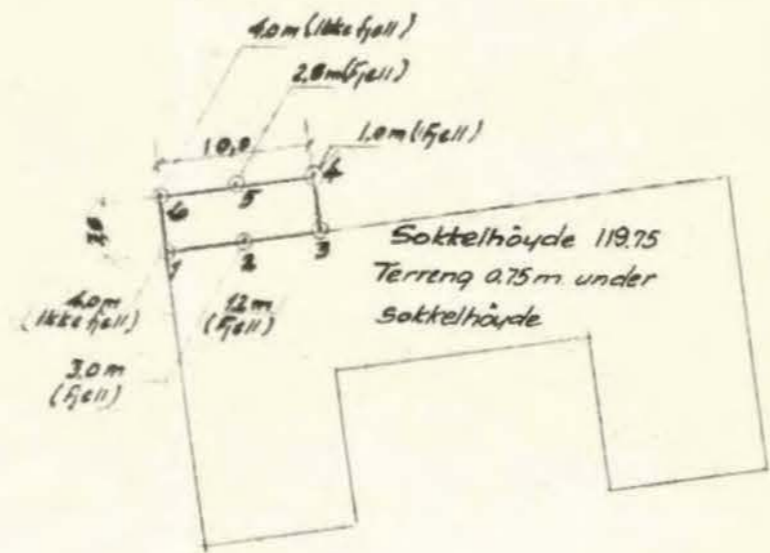 4.0 m (Ikke fjell)
2.8 m (Fjell)
10,0
1.0 m (Fjell)
4
5
6
3
2
1
Sokkelhöyde 119.75
Terreng 0.75 m. under
Sokkelhöyde
4.0 m
(Ikke fjell)
1.2 m
(Fjell)
3.0 m
(Fjell)